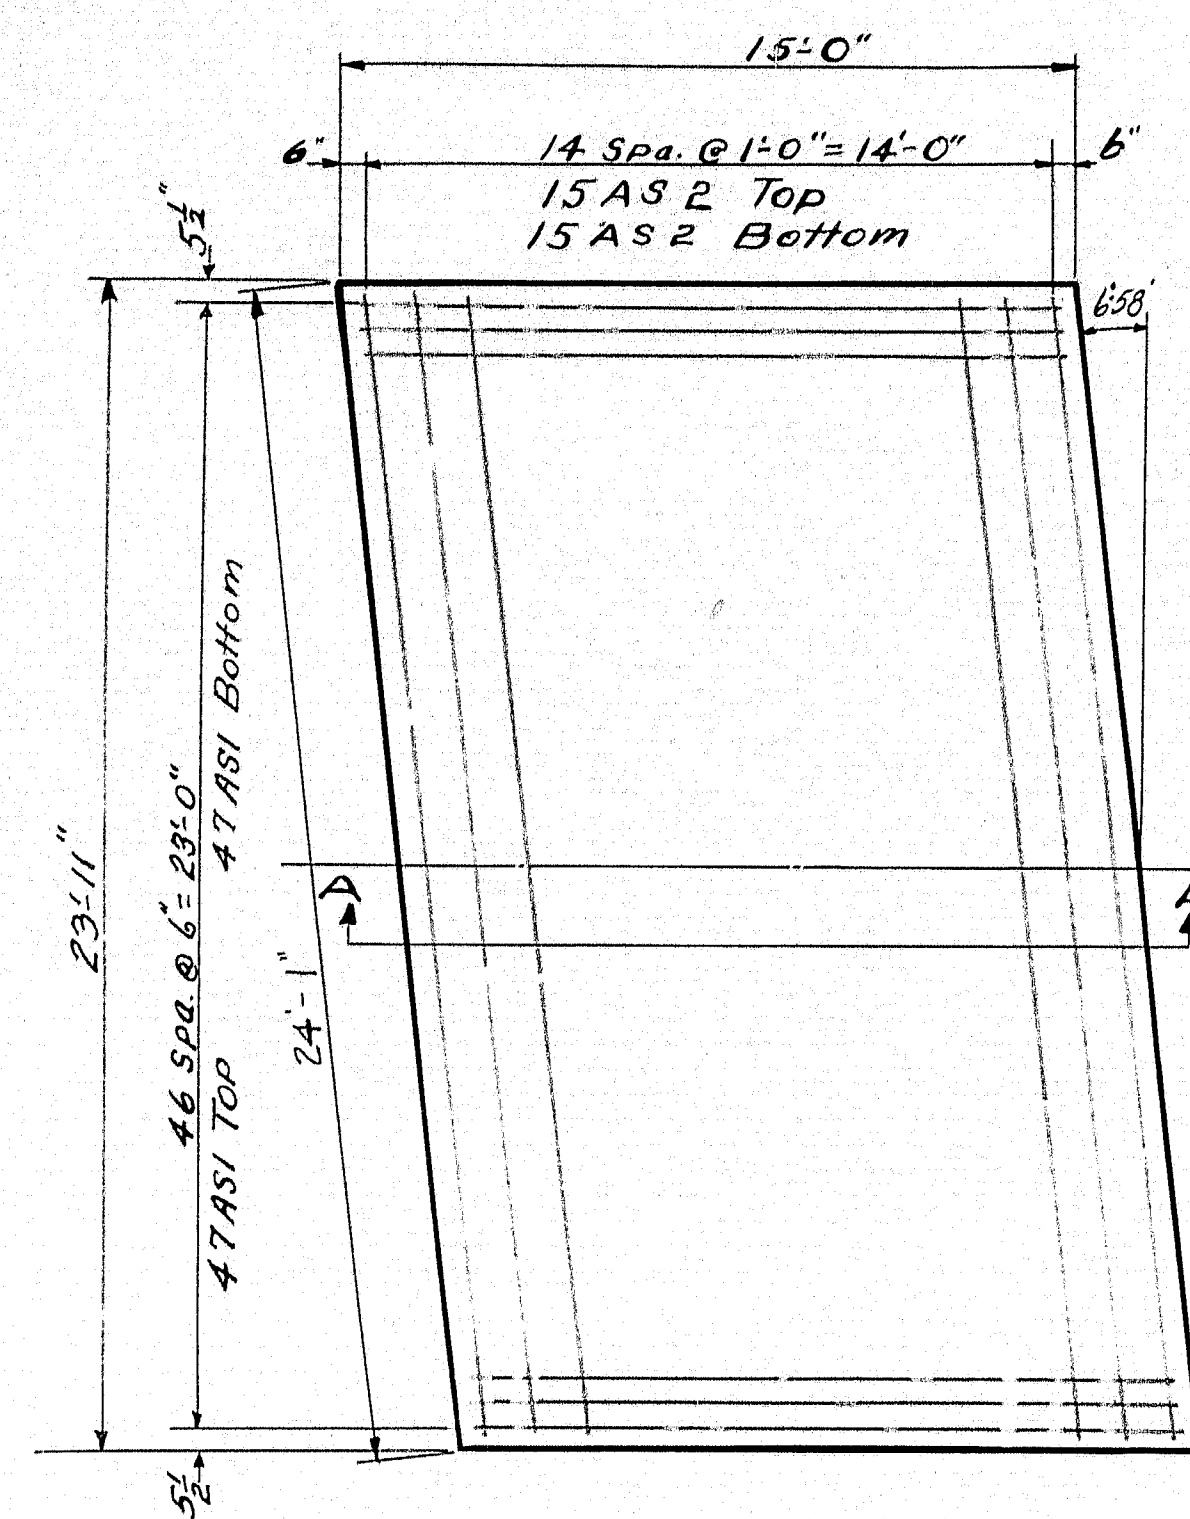 15'-0"
6"
14 Spa. @ 1'-0" = 14'-0"
6"
15 AS 2 Top
15 AS 2 Bottom
5½"
6°58'
23'-11"
46 Spa. @ 6" = 23'-0"
47 AS1 Bottom
47 AS1 TOP
24'-1"
D
5½